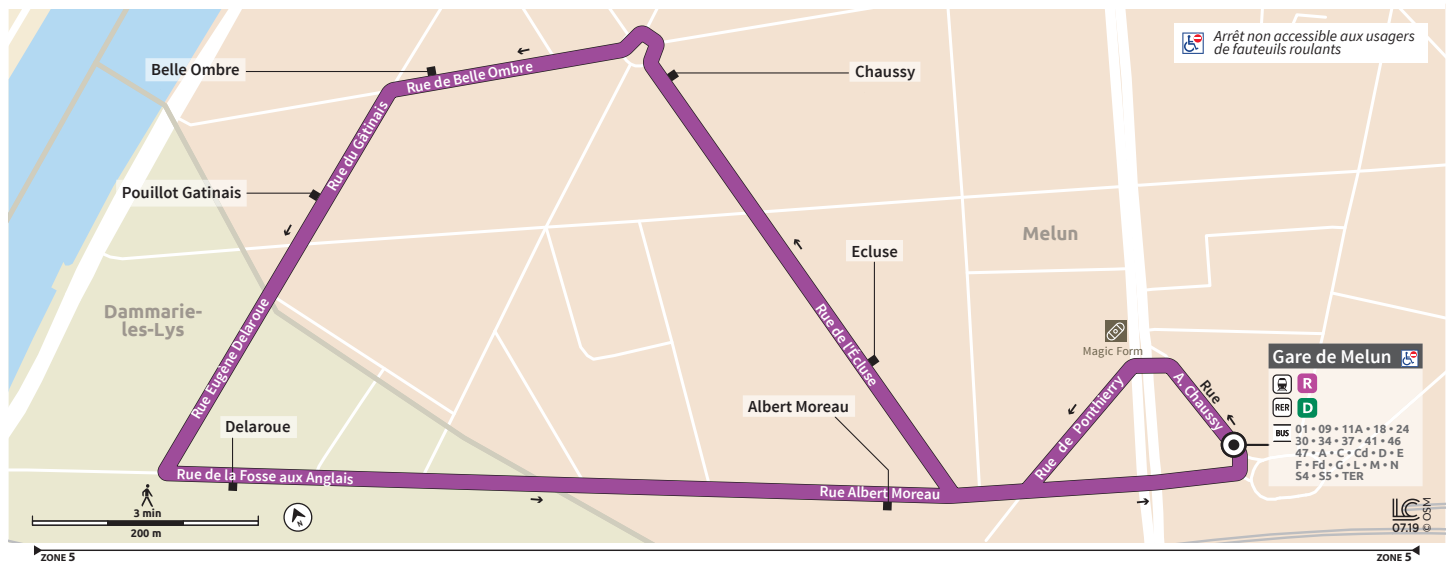 Arrêt non accessible aux usagers
de fauteuils roulants
Belle Ombre
Rue de Belle Ombre
Chaussy
Rue du Gâtinais
Pouillot Gatinais
Melun
Ecluse
Dammarie-
les-Lys
Rue Eugène Delaroue
Rue de l'Écluse
Magic Form
Gare de Melun
R
RER
D
BUS
01 • 09 • 11A • 18 • 24
30 • 34 • 37 • 41 • 46
47 • A • C • Cd • D • E
F • Fd • G • L • M • N
S4 • S5 • TER
Rue
A. Chaussy
Rue de Ponthierry
Albert Moreau
Delaroue
Rue de la Fosse aux Anglais
Rue Albert Moreau
3 min
200 m
N
LC
07.19 © OSM
ZONE 5
ZONE 5